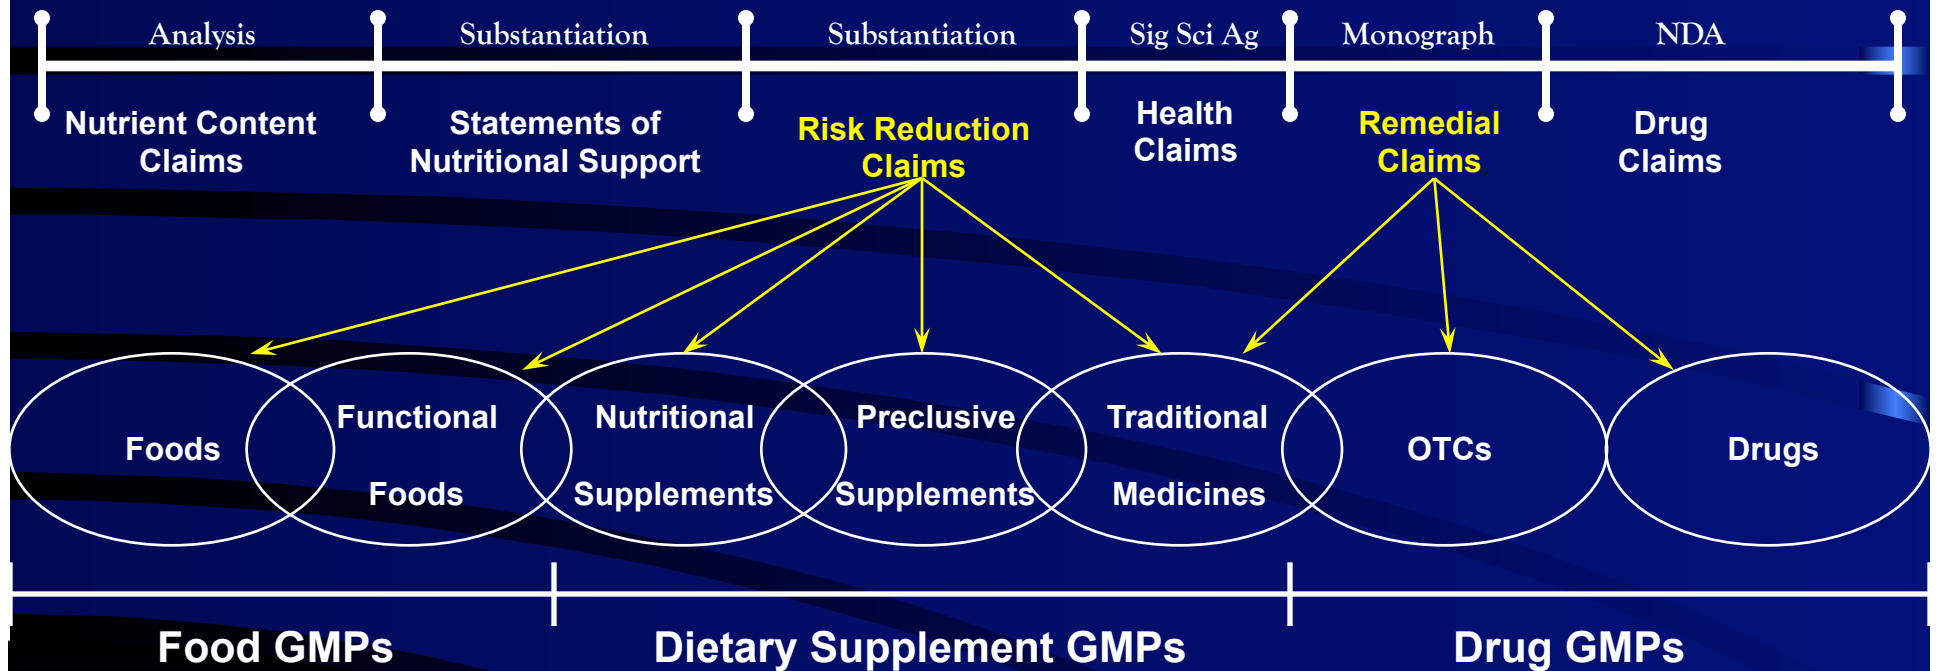 Analysis
Substantiation
Substantiation
Sig Sci Ag
Monograph
NDA
Nutrient Content
Claims
Statements of
Nutritional Support
Risk Reduction
Claims
Health
Claims
Remedial
Claims
Drug
Claims
Foods
Functional
Foods
Nutritional
Supplements
Preclusive
Supplements
Traditional
Medicines
OTCs
Drugs
Food GMPs
Dietary Supplement GMPs
Drug GMPs